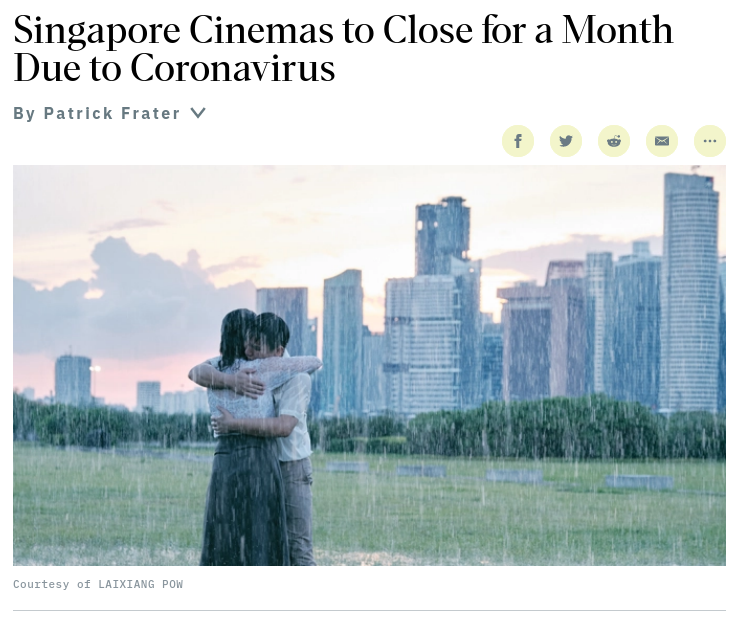 Singapore Cinemas to Close for a Month
Due to Coronavirus
By Patrick Frater
Courtesy of LAIXIANG POW